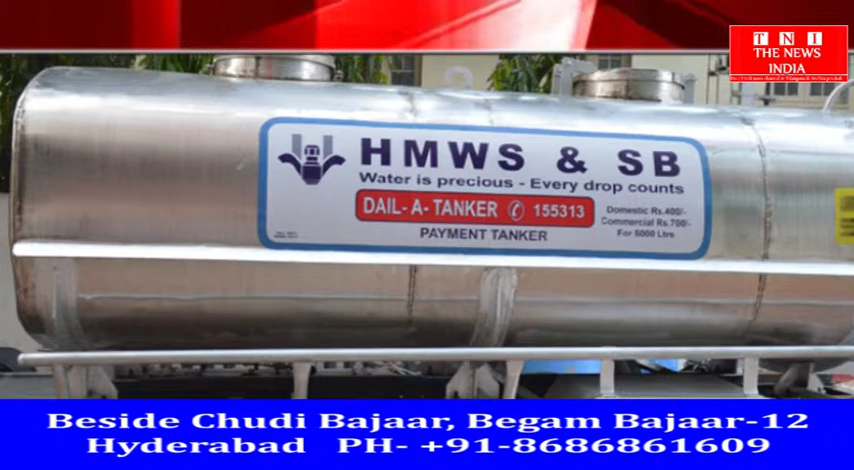 T N I
THE NEWS
INDIA
HMWS & SB
Water is precious - Every drop counts
DAIL- A- TANKER 155313
Domestic Rs.400/-
Commercial Rs.700/-
For 5000 Ltrs
PAYMENT TANKER
Beside Chudi Bajaar, Begam Bajaar-12
Hyderabad PH- +91-8686861609